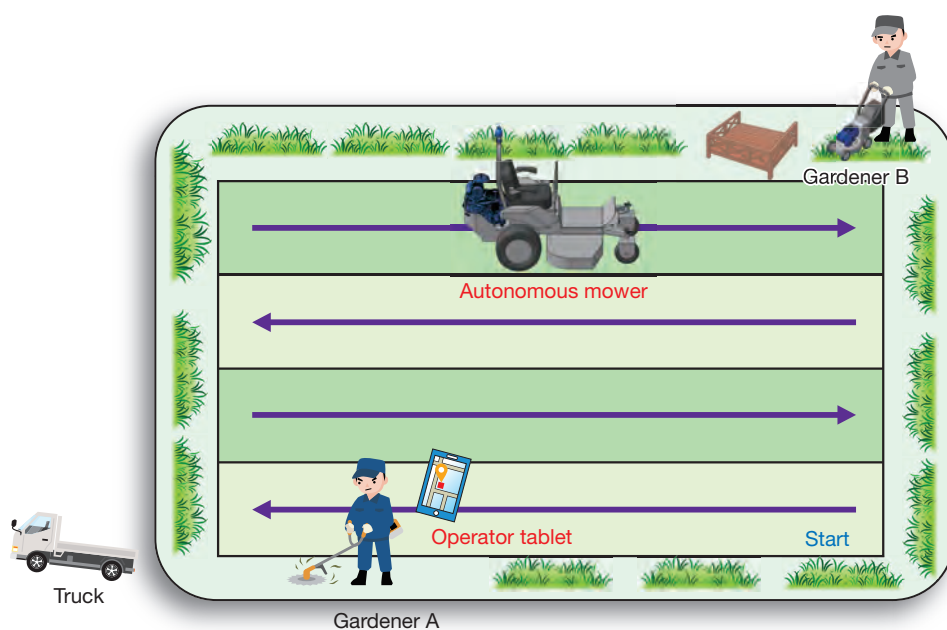 Gardener B
Autonomous mower
Operator tablet
Start
Truck
Gardener A